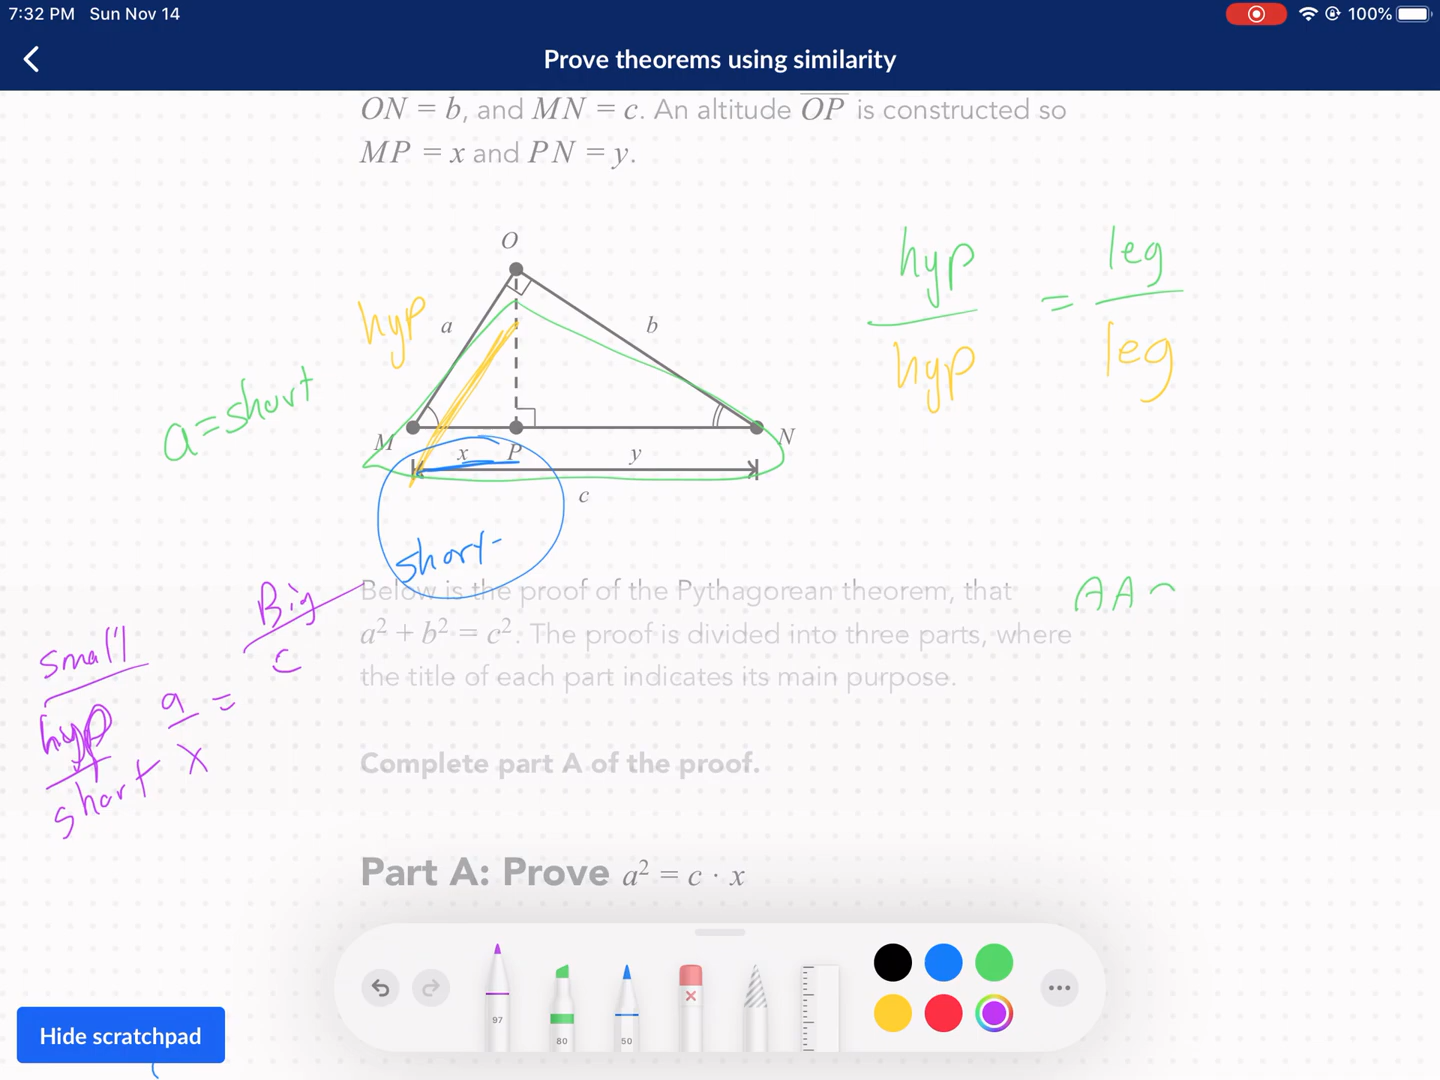 7:32 PM Sun Nov 14
100%
Prove theorems using similarity
ON = b, and MN = c. An altitude OP is constructed so
MP = x and PN = y.
O
hyp
a
b
hyp = leg
hyp leg
a=short
M
N
x
P
y
c
short
Below is the proof of the Pythagorean theorem, that
a² + b² = c². The proof is divided into three parts, where
the title of each part indicates its main purpose.
AA ~
Big
c
small
hyp a =
short x
Complete part A of the proof.
Part A: Prove a² = c · x
97
80
50
Hide scratchpad